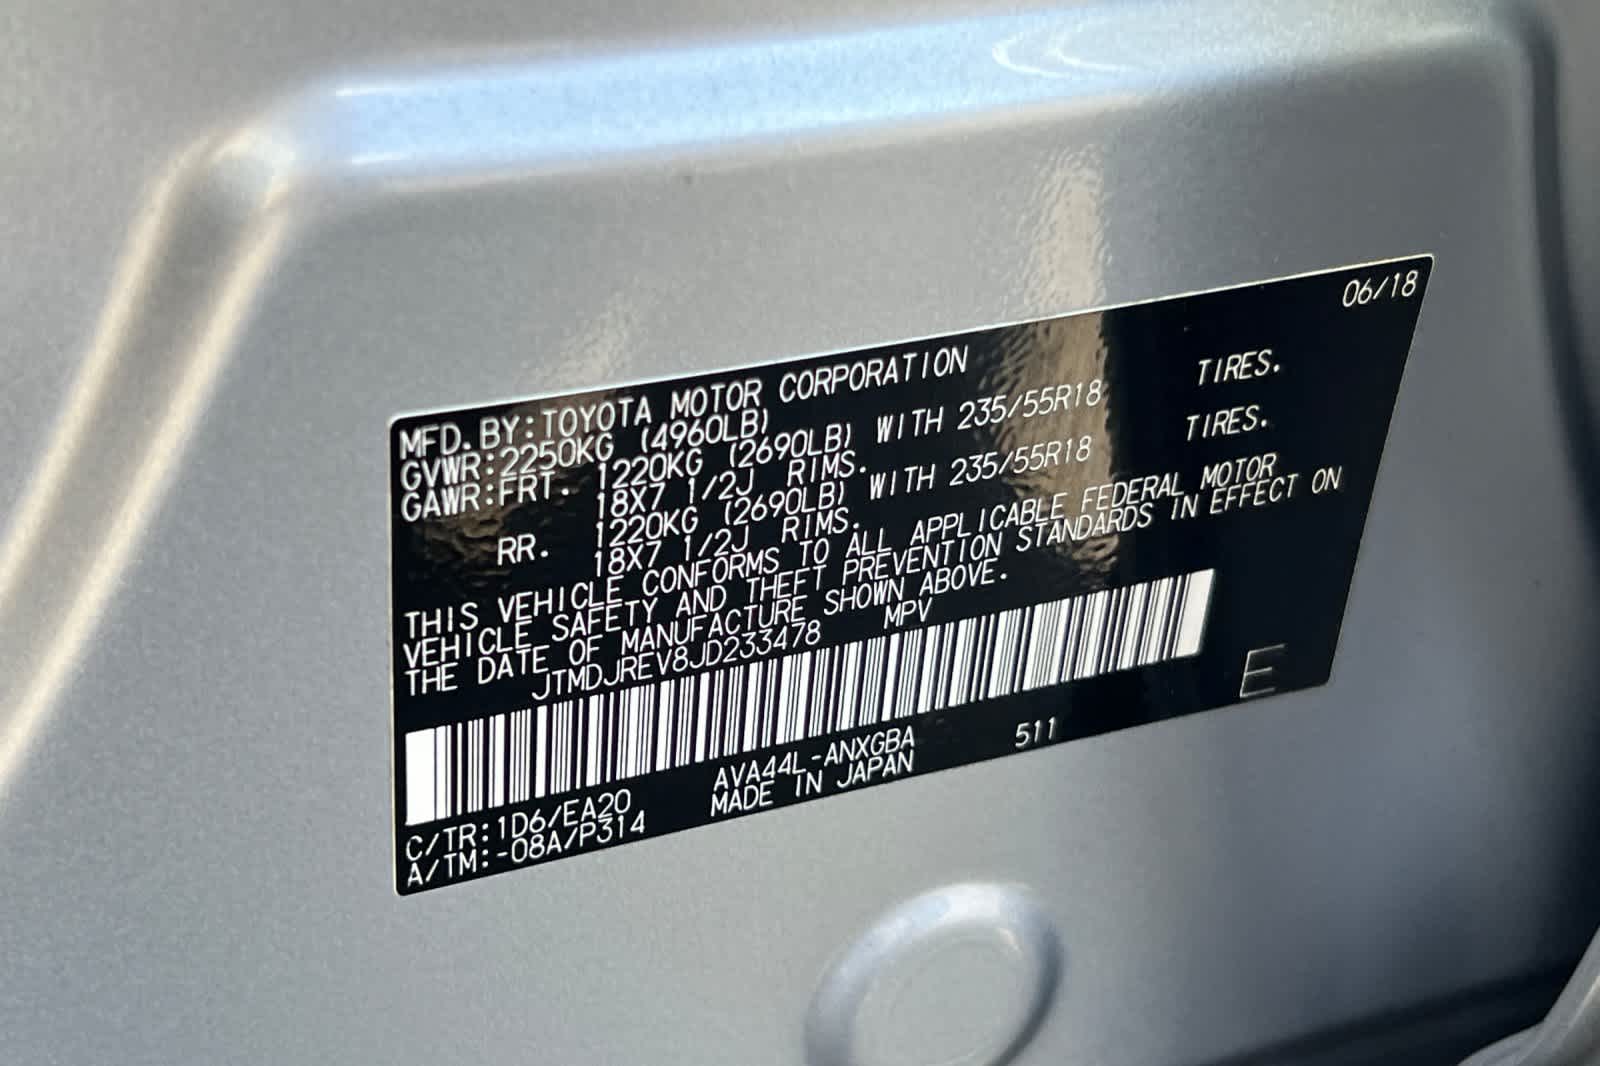 06/18
MFD. BY: TOYOTA MOTOR CORPORATION
GVWR: 2250KG (4960LB)
GAWR: FRT. 1220KG (2690LB) WITH 235/55R18 TIRES.
18X7 1/2J RIMS.
RR. 1220KG (2690LB) WITH 235/55R18 TIRES.
18X7 1/2J RIMS.
THIS VEHICLE CONFORMS TO ALL APPLICABLE FEDERAL MOTOR
VEHICLE SAFETY AND THEFT PREVENTION STANDARDS IN EFFECT ON
THE DATE OF MANUFACTURE SHOWN ABOVE.
JTMDJREV8JD233478 MPV
E
C/TR: 1D6/EA20 AVA44L-ANXGBA 511
A/TM: -08A/P314 MADE IN JAPAN